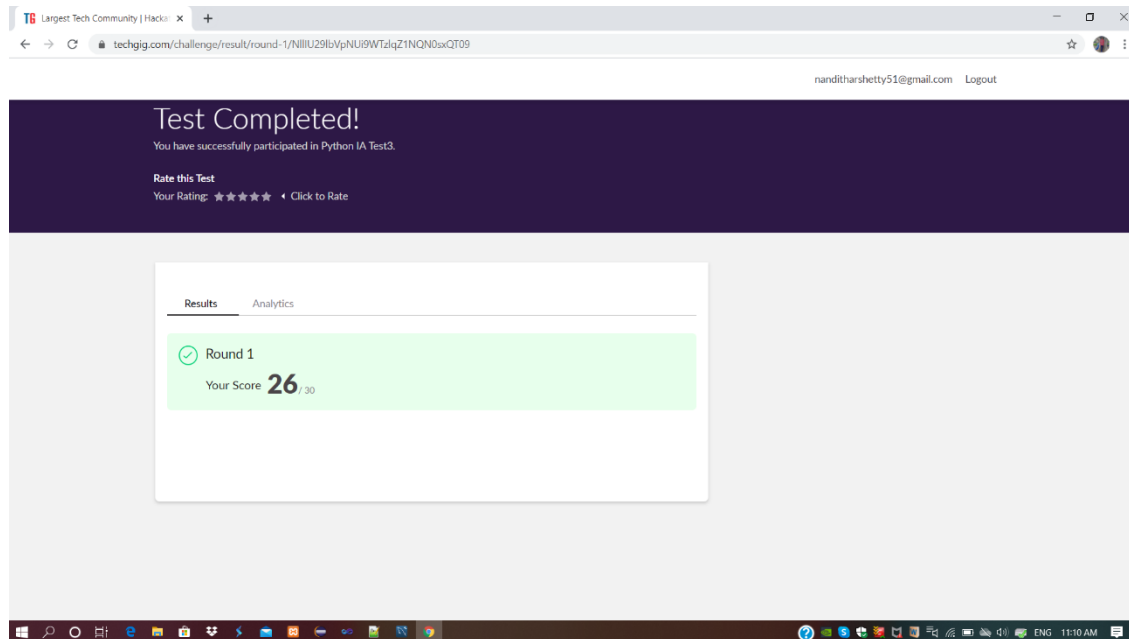 TG Largest Tech Community | Hacka
techgig.com/challenge/result/round-1/
nanditharshetty51@gmail.com Logout
Test Completed!
You have successfully participated in Python IA Test3.
Rate this Test
Your Rating: Click to Rate
Results Analytics
Round 1
Your Score 26 / 30
ENG 11:10 AM